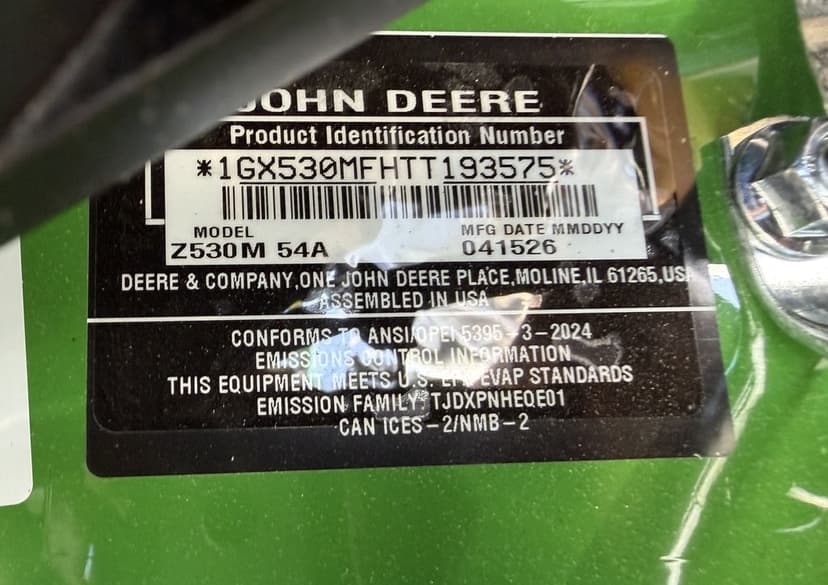 JOHN DEERE
Product Identification Number
*1GX530MFHTT193575*
MODEL MFG DATE MMDDYY
Z530M 54A 041526
DEERE & COMPANY,ONE JOHN DEERE PLACE,MOLINE,IL 61265,USA
ASSEMBLED IN USA
CONFORMS TO ANSI/OPEI 5395-3-2024
EMISSIONS CONTROL INFORMATION
THIS EQUIPMENT MEETS U.S. EPA EVAP STANDARDS
EMISSION FAMILY: TJDXPNHEQE01
CAN ICES-2/NMB-2